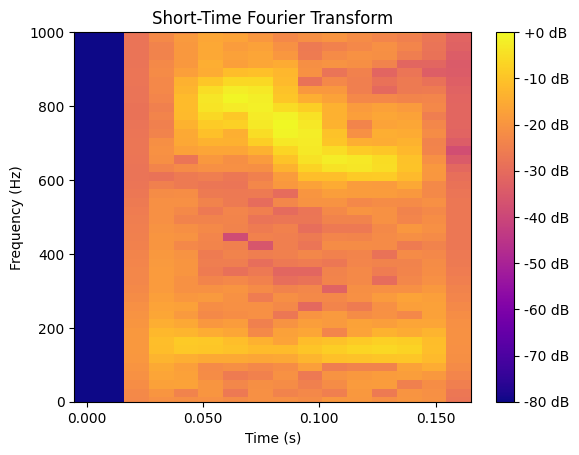 Short-Time Fourier Transform
Frequency (Hz)
1000
800
600
400
200
0
0.000
0.050
0.100
0.150
Time (s)
+0 dB
-10 dB
-20 dB
-30 dB
-40 dB
-50 dB
-60 dB
-70 dB
-80 dB